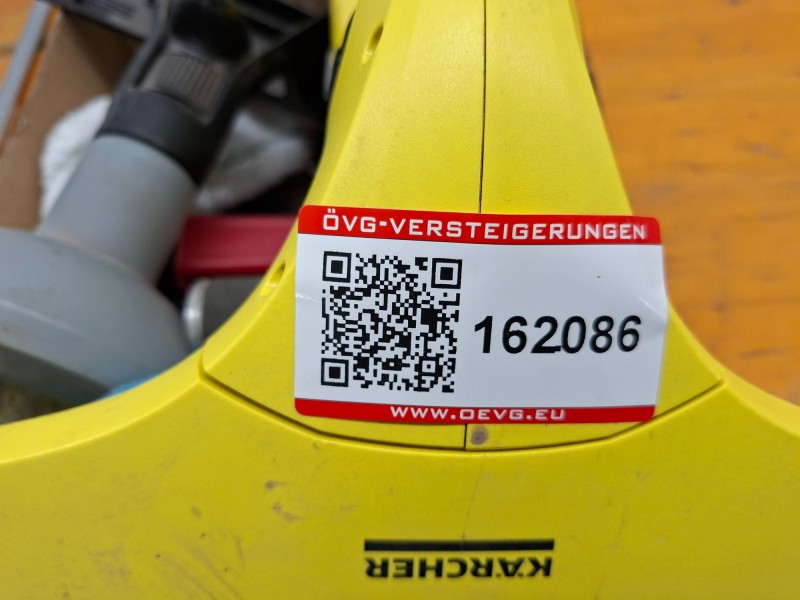 ÖVG-VERSTEIGERUNGEN
162086
WWW.OEVG.EU
KÄRCHER